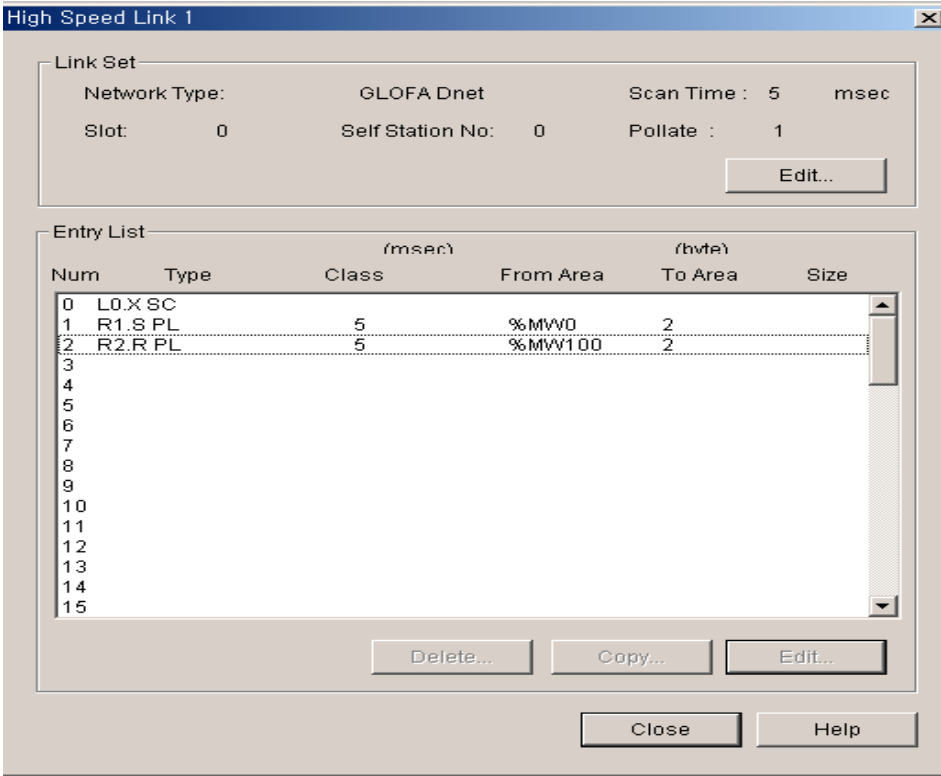 High Speed Link 1
Link Set
Network Type: GLOFA Dnet Scan Time : 5 msec
Slot: 0 Self Station No: 0 Pollate : 1
Edit...
Entry List
(msec) (byte)
Num Type Class From Area To Area Size
0 L0.X SC
1 R1.S PL 5 %MW0 2
2 R2.R PL 5 %MW100 2
3
4
5
6
7
8
9
10
11
12
13
14
15
Delete... Copy... Edit...
Close Help